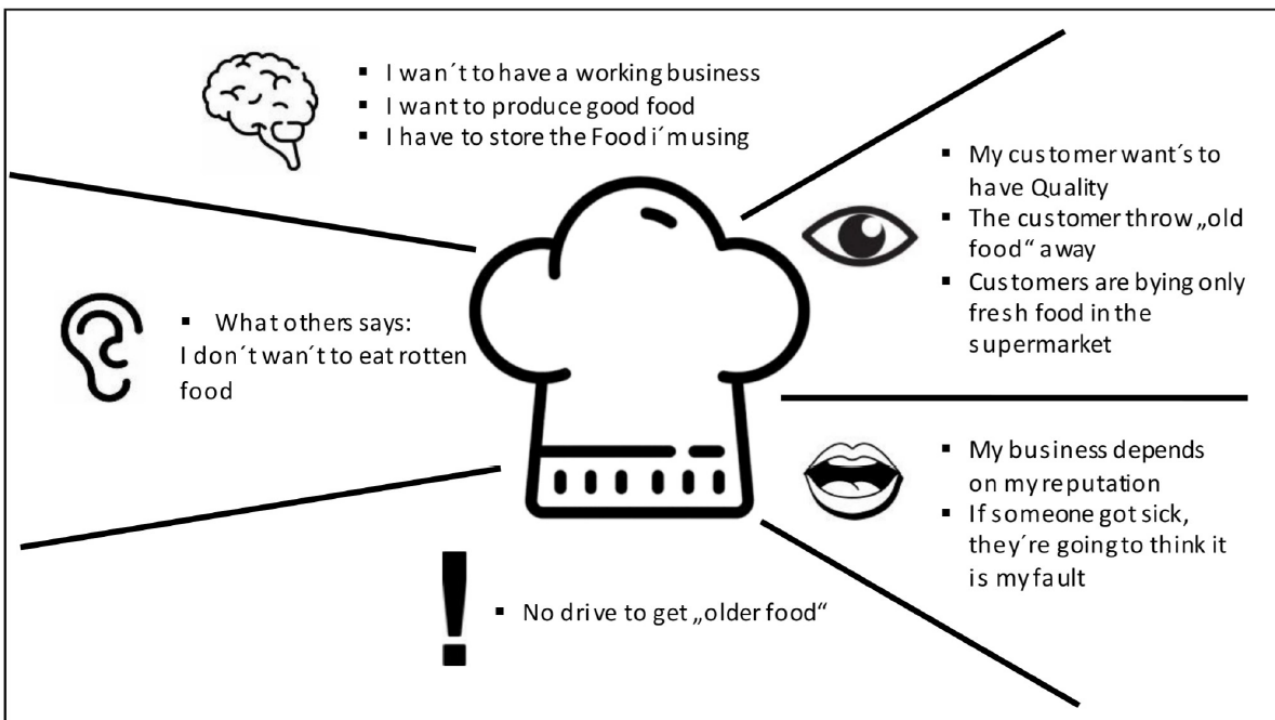 ▪ I wan´t to have a working business
▪ I want to produce good food
▪ I have to store the Food i´m using
▪ My customer want´s to
have Quality
▪ The customer throw „old
food“ away
▪ Customers are bying only
fresh food in the
supermarket
▪ What others says:
I don´t wan´t to eat rotten
food
▪ My business depends
on my reputation
▪ If someone got sick,
they´re going to think it
is my fault
▪ No drive to get „older food“